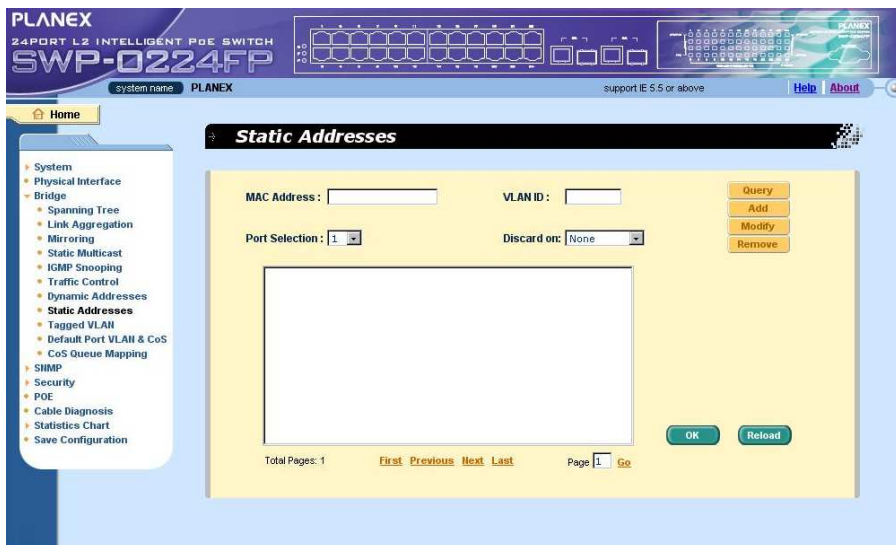 PLANEX
24PORT L2 INTELLIGENT PoE SWITCH
SWP-0224FP
PLANEX
system name PLANEX support IE 5.5 or above Help About
Home
Static Addresses
System
Physical Interface
Bridge
Spanning Tree
Link Aggregation
Mirroring
Static Multicast
IGMP Snooping
Traffic Control
Dynamic Addresses
Static Addresses
Tagged VLAN
Default Port VLAN & CoS
CoS Queue Mapping
SNMP
Security
POE
Cable Diagnosis
Statistics Chart
Save Configuration
MAC Address : VLAN ID :
Port Selection : 1 Discard on: None
Query
Add
Modify
Remove
OK Reload
Total Pages: 1 First Previous Next Last Page 1 Go